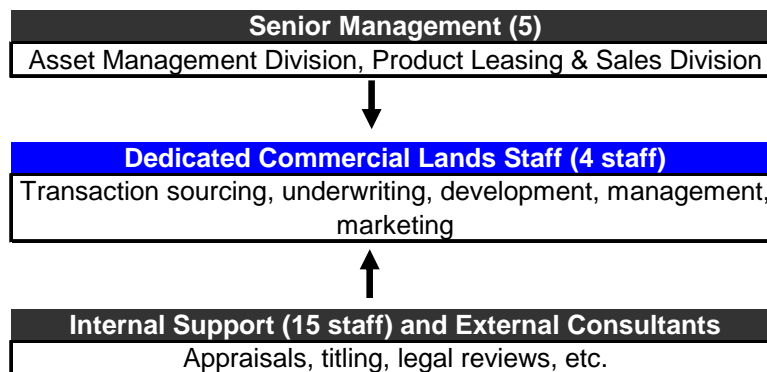 Senior Management (5)
Asset Management Division, Product Leasing & Sales Division
Dedicated Commercial Lands Staff (4 staff)
Transaction sourcing, underwriting, development, management,
marketing
Internal Support (15 staff) and External Consultants
Appraisals, titling, legal reviews, etc.